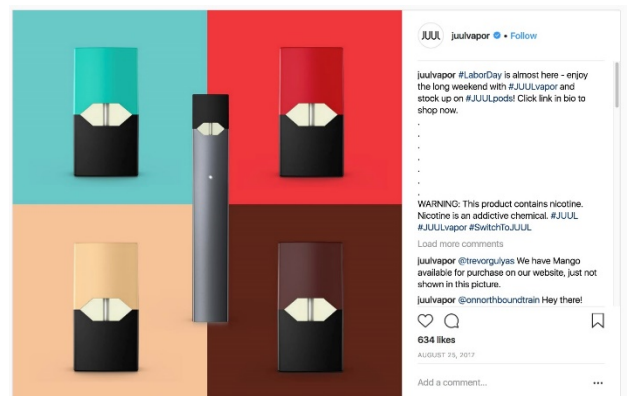 JUUL juulvapor • Follow
juulvapor #LaborDay is almost here - enjoy
the long weekend with #JUULvapor and
stock up on #JUULpods! Click link in bio to
shop now.
.
.
.
.
.
.
WARNING: This product contains nicotine.
Nicotine is an addictive chemical. #JUUL
#JUULvapor #SwitchToJUUL
Load more comments
juulvapor @trevorgulyas We have Mango
available for purchase on our website, just not
shown in this picture.
juulvapor @onnorthboundtrain Hey there!
634 likes
AUGUST 25, 2017
Add a comment...